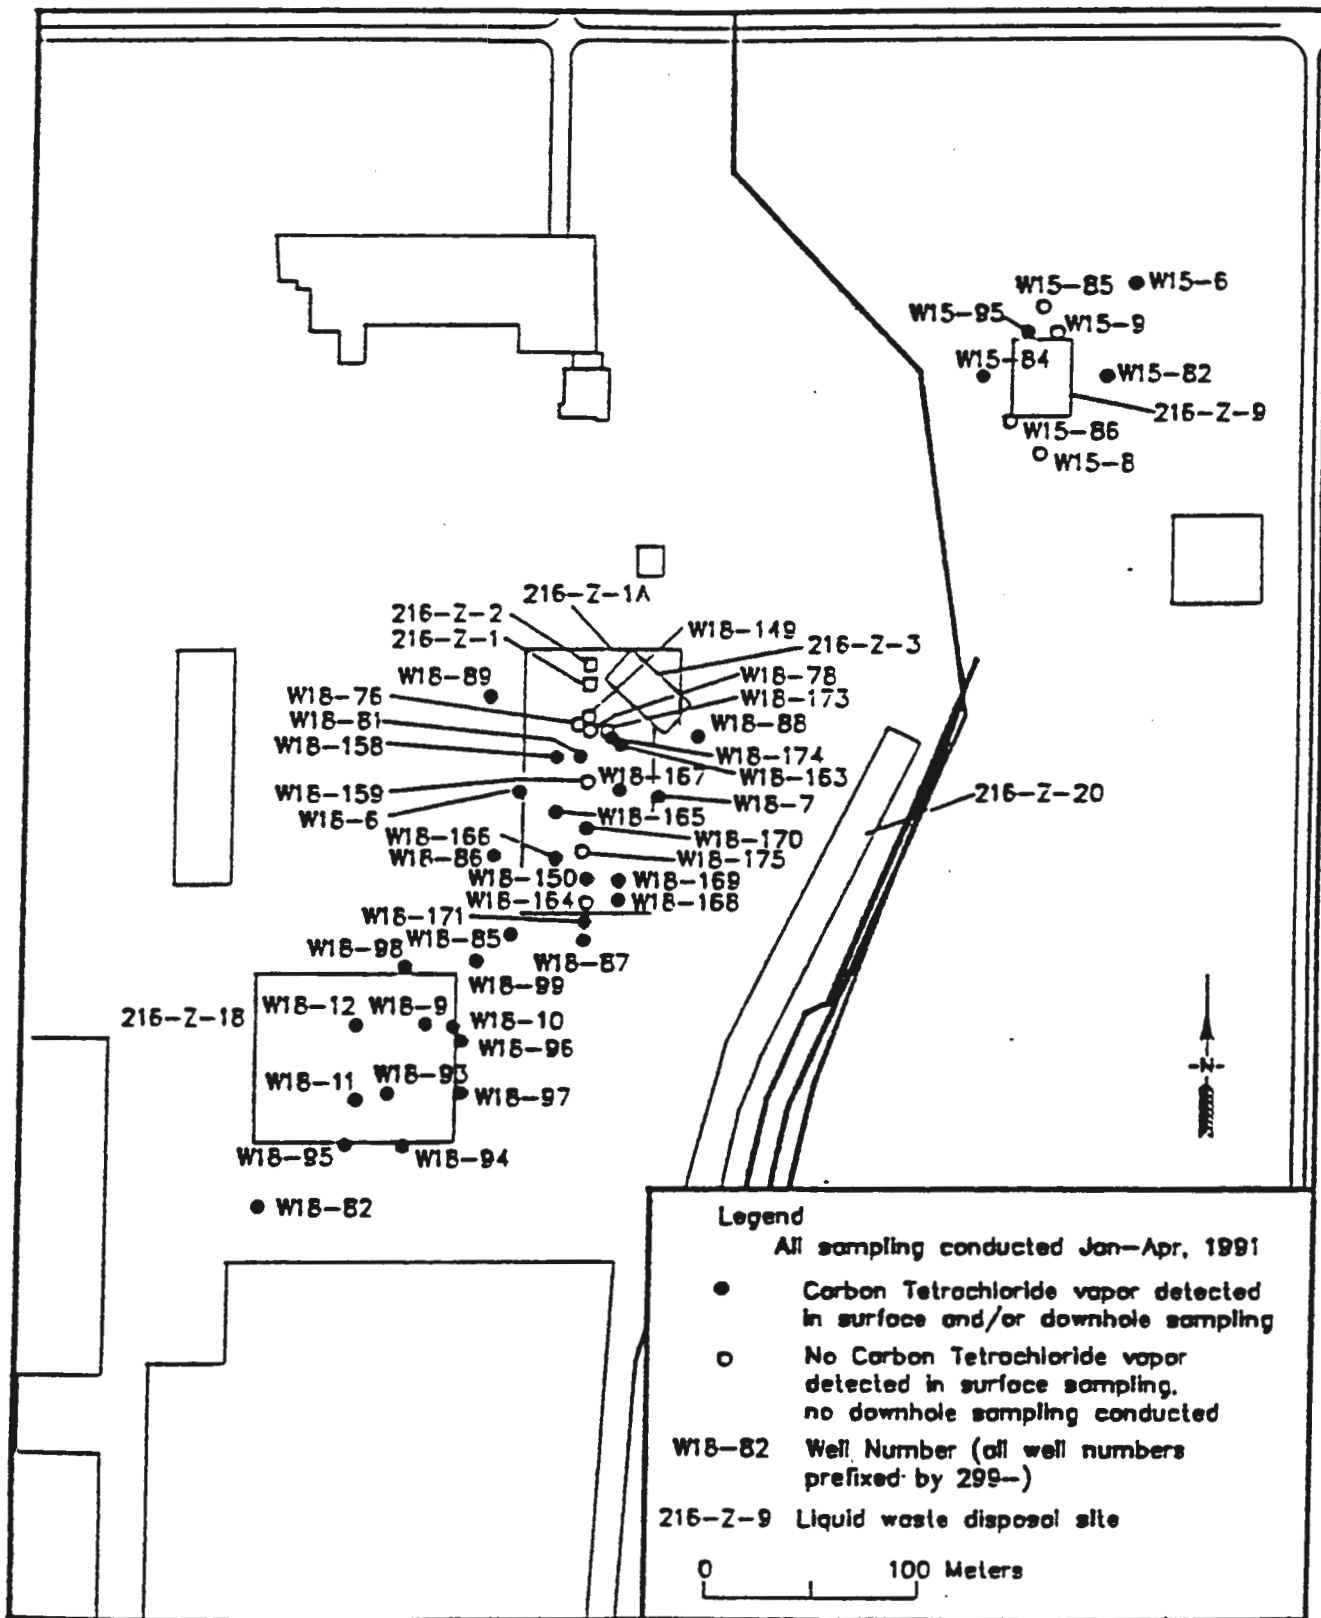 W15-85
W15-6
W15-95
W15-9
W15-84
W15-82
216-Z-9
W15-86
W15-8
216-Z-1A
216-Z-2
W18-149
216-Z-1
216-Z-3
W18-89
W18-78
W18-76
W18-173
W18-81
W18-88
W18-158
W18-174
W18-167
W18-163
W18-159
216-Z-20
W18-7
W18-6
W18-165
W18-166
W18-170
W18-86
W18-175
W18-150
W18-169
W18-164
W18-168
W18-171
W18-85
W18-98
W18-87
W18-99
216-Z-18
W18-12
W18-9
W18-10
W18-96
-Z-
W18-93
W18-11
W18-97
W18-95
W18-94
W18-82
Legend
All sampling conducted Jan-Apr, 1991
Carbon Tetrachloride vapor detected
in surface and/or downhole sampling
No Carbon Tetrachloride vapor
detected in surface sampling,
no downhole sampling conducted
W18-82 Well Number (all well numbers
prefixed by 299-)
216-Z-9 Liquid waste disposal site
0 100 Meters